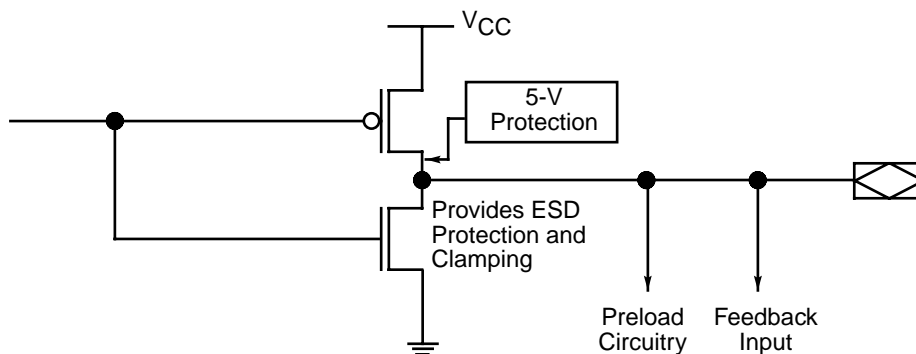 VCC
5-V
Protection
Provides ESD
Protection and
Clamping
Preload
Circuitry
Feedback
Input